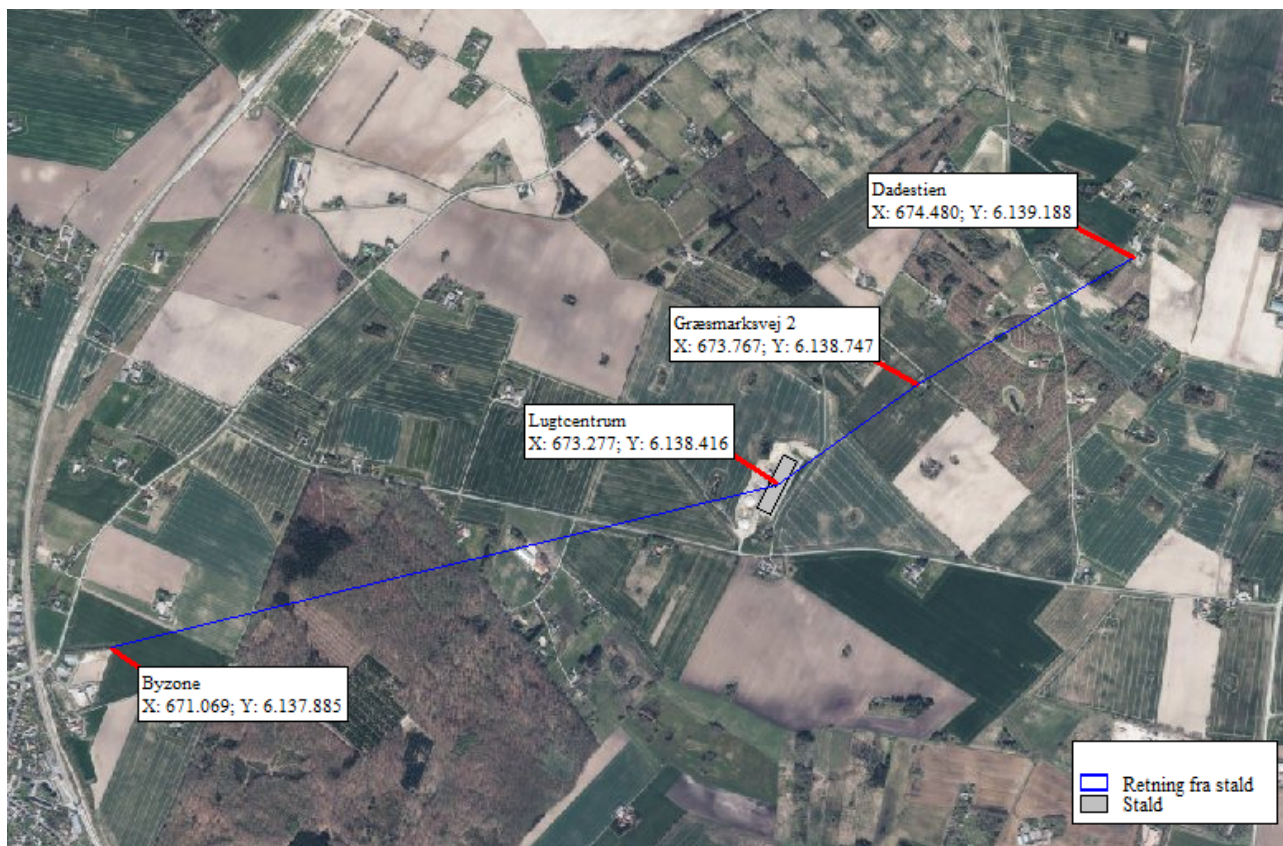 Dadestien
X: 674.480; Y: 6.139.188
Græsmarksvej 2
X: 673.767; Y: 6.138.747
Lugtcentrum
X: 673.277; Y: 6.138.416
Byzone
X: 671.069; Y: 6.137.885
Retning fra stald
Stald